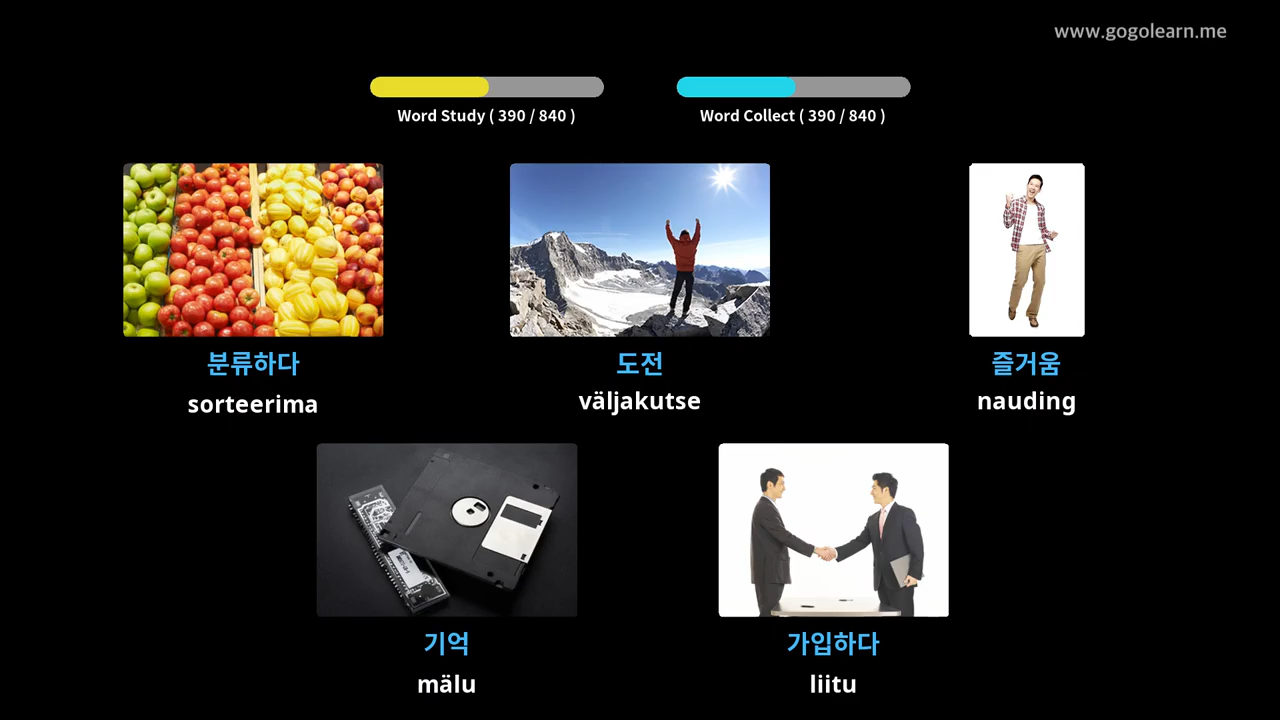 www.gogolearn.me
Word Study ( 390 / 840 )
Word Collect ( 390 / 840 )
분류하다
sorteerima
도전
väljakutse
즐거움
nauding
기억
mälu
가입하다
liitu